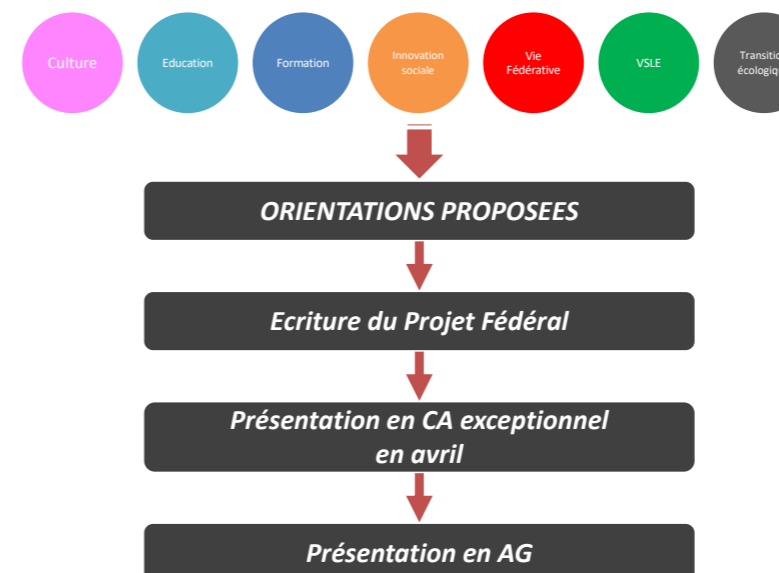 Culture
Education
Formation
Innovation
sociale
Vie
Fédérative
VSLE
ORIENTATIONS PROPOSEES
Ecriture du Projet Fédéral
Présentation en CA exceptionnel
en avril
Présentation en AG